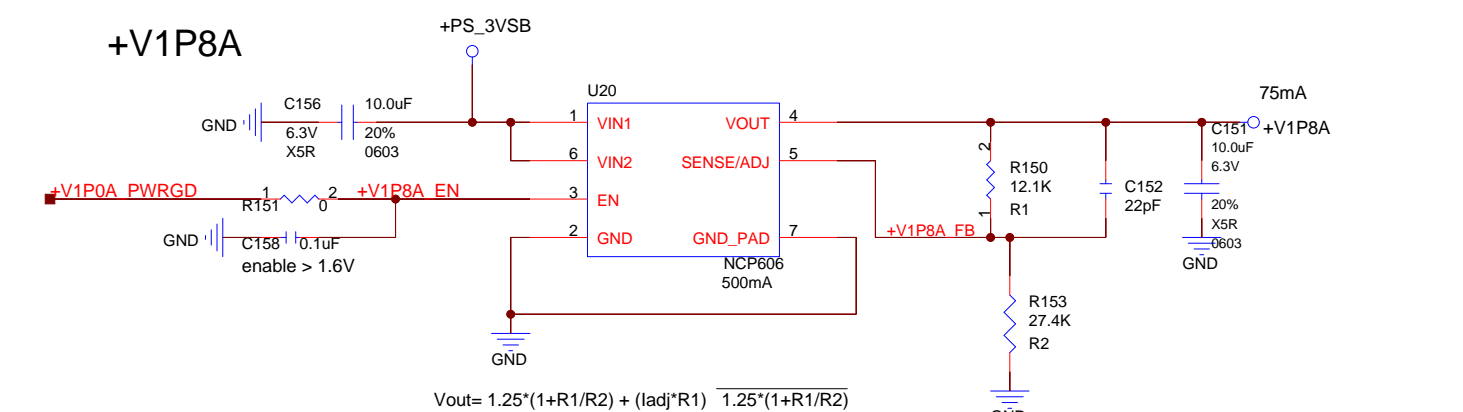 +V1P8A
+PS_3VSB
U20
C156
10.0uF
GND
6.3V
20%
X5R
0603
1
VIN1
VOUT
4
6
VIN2
SENSE/ADJ
5
75mA
+V1P8A
C151
10.0uF
6.3V
20%
X5R
0603
GND
2
R150
12.1K
R1
1
C152
22pF
+V1P0A_PWRGD
1
2
+V1P8A_EN
3
EN
R151
0
GND
C158
0.1uF
enable > 1.6V
2
GND
GND_PAD
7
+V1P8A_FB
NCP606
500mA
R153
27.4K
R2
GND
Vout= 1.25*(1+R1/R2) + (Iadj*R1)
1.25*(1+R1/R2)
GND